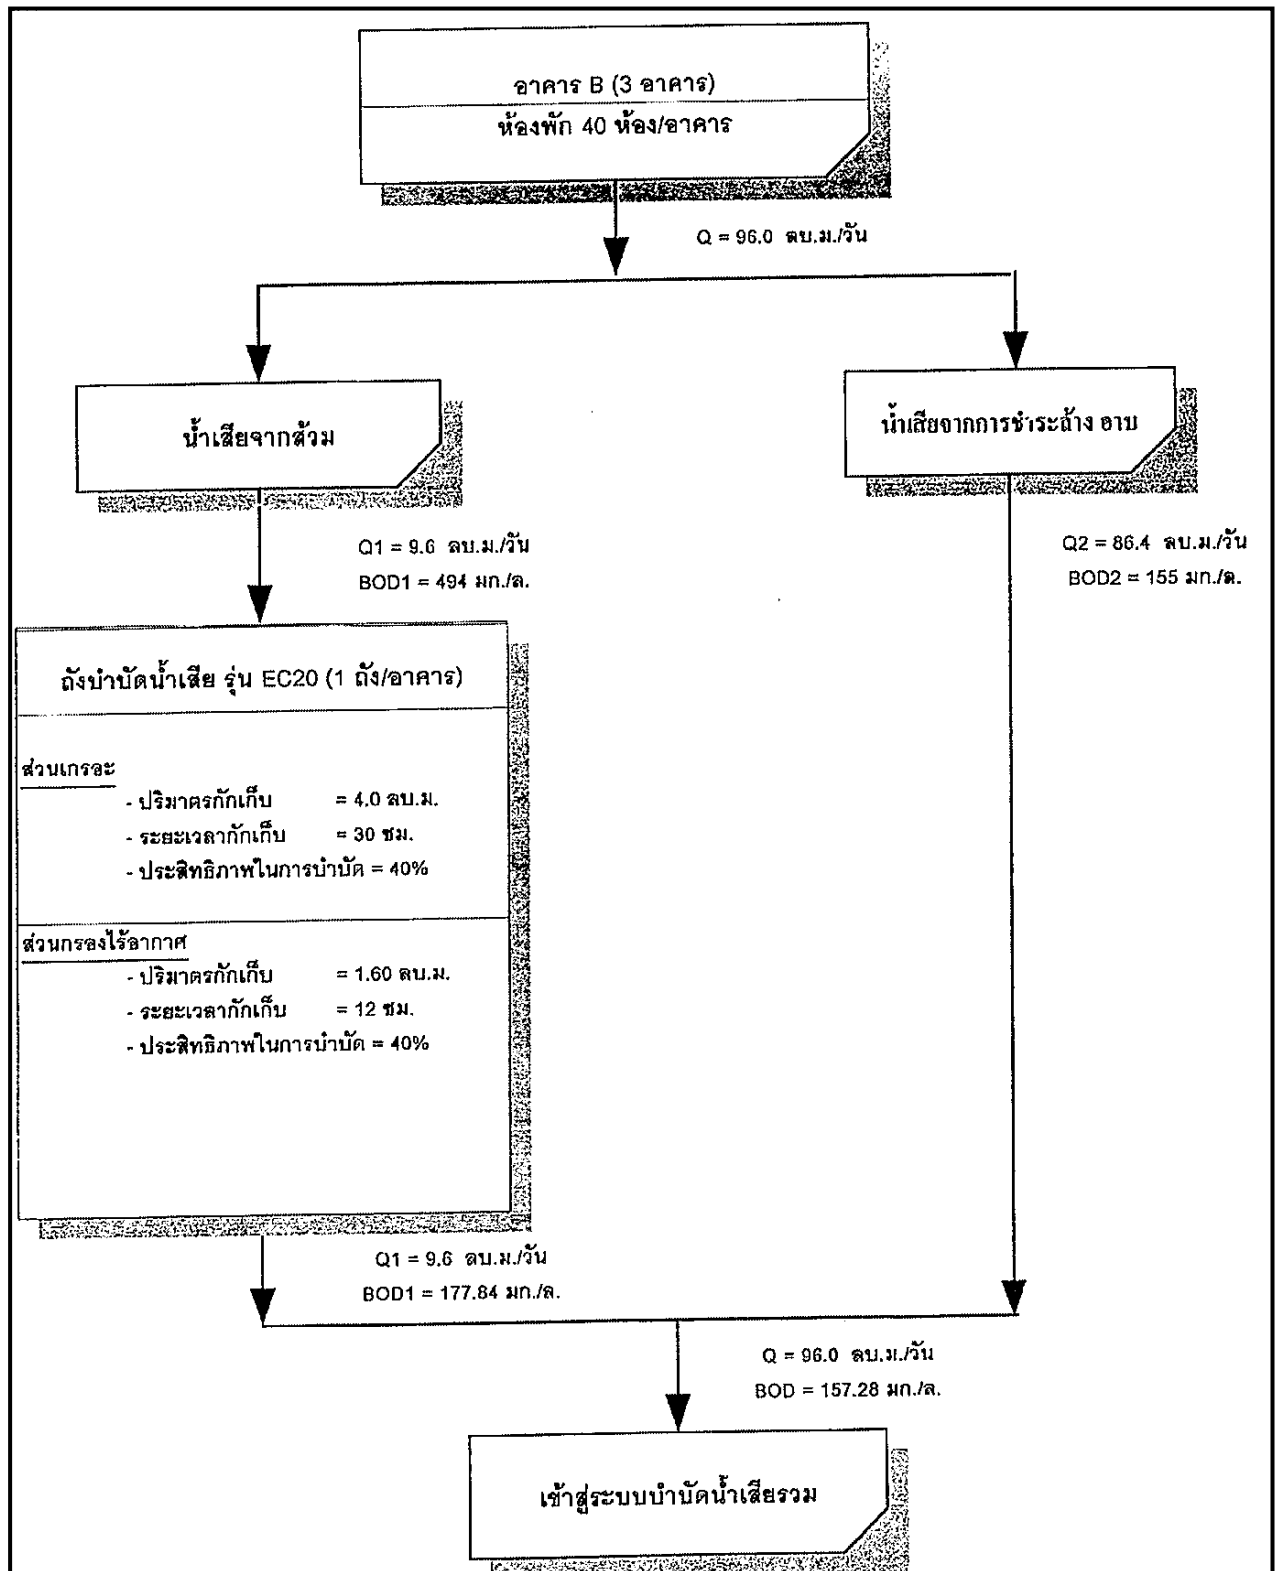 อาคาร B (3 อาคาร)
ห้องพัก 40 ห้อง/อาคาร
Q = 96.0 ลบ.ม./วัน
น้ำเสียจากส้วม
น้ำเสียจากการชำระล้าง อาบ
Q1 = 9.6 ลบ.ม./วัน
BOD1 = 494 มก./ล.
Q2 = 86.4 ลบ.ม./วัน
BOD2 = 155 มก./ล.
ถังบำบัดน้ำเสีย รุ่น EC20 (1 ถัง/อาคาร)
ส่วนเกรอะ
- ปริมาตรกักเก็บ = 4.0 ลบ.ม.
- ระยะเวลากักเก็บ = 30 ชม.
- ประสิทธิภาพในการบำบัด = 40%
ส่วนกรองไร้อากาศ
- ปริมาตรกักเก็บ = 1.60 ลบ.ม.
- ระยะเวลากักเก็บ = 12 ชม.
- ประสิทธิภาพในการบำบัด = 40%
Q1 = 9.6 ลบ.ม./วัน
BOD1 = 177.84 มก./ล.
Q = 96.0 ลบ.ม./วัน
BOD = 157.28 มก./ล.
เข้าสู่ระบบบำบัดน้ำเสียรวม